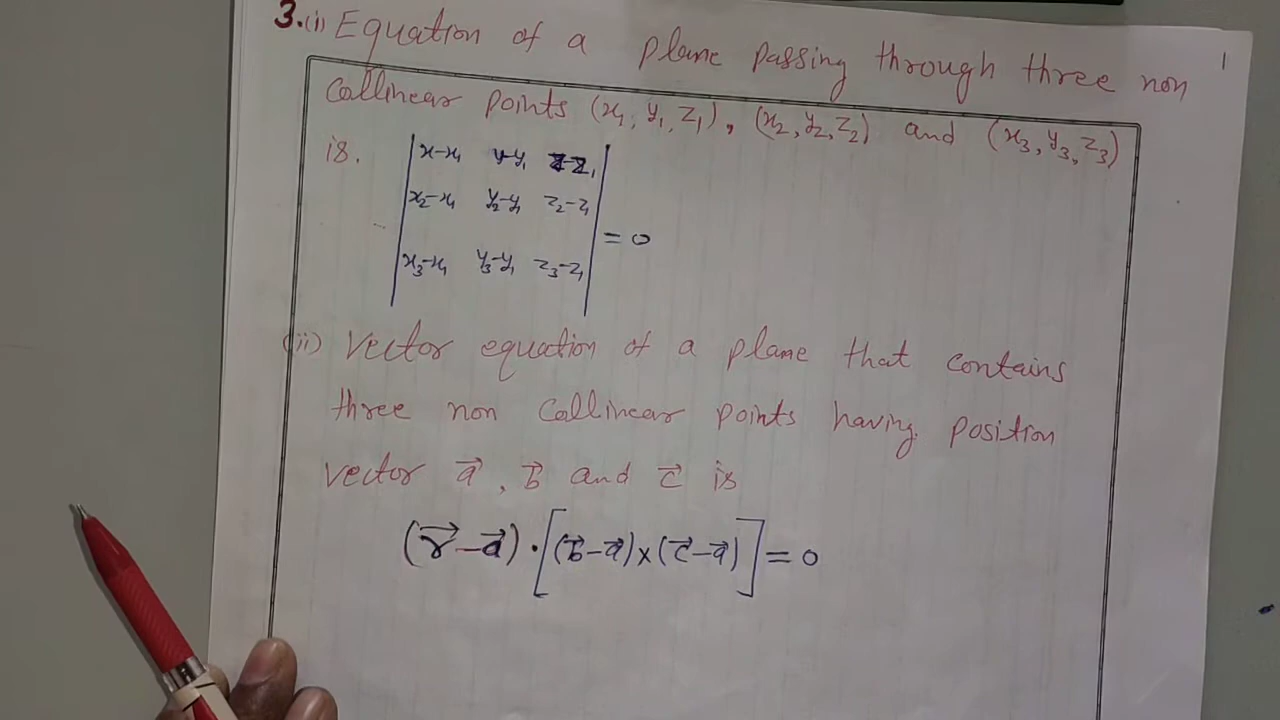 3.(i) Equation of a plane passing through three non
collinear points (x₁, y₁, z₁), (x₂, y₂, z₂) and (x₃, y₃, z₃)
is.
| x-x₁ y-y₁ z-z₁ |
| x₂-x₁ y₂-y₁ z₂-z₁ |
= 0
| x₃-x₁ y₃-y₁ z₃-z₁ |
(ii) Vector equation of a plane that contains
three non collinear points having position
vector a⃗, b⃗ and c⃗ is
(r⃗-a⃗)·[(b⃗-a⃗)×(c⃗-a⃗)] = 0
1